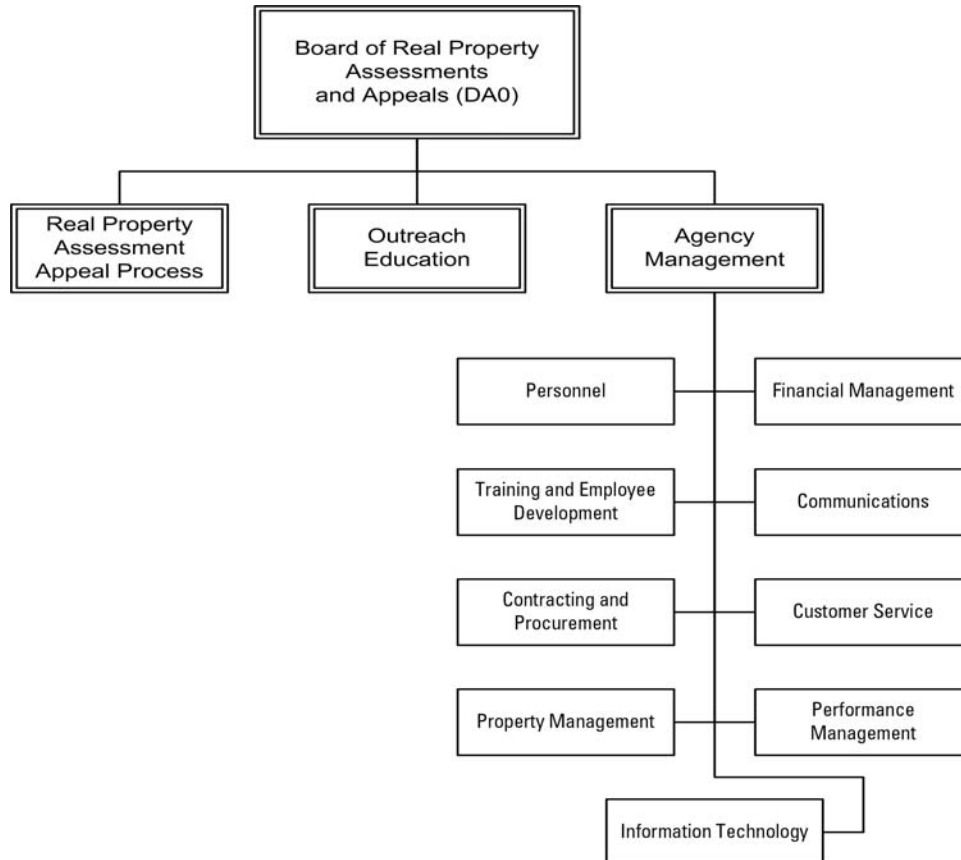 Board of Real Property
Assessments
and Appeals (DA0)
Real Property
Assessment
Appeal Process
Outreach
Education
Agency
Management
Personnel
Financial Management
Training and Employee
Development
Communications
Contracting and
Procurement
Customer Service
Property Management
Performance
Management
Information Technology